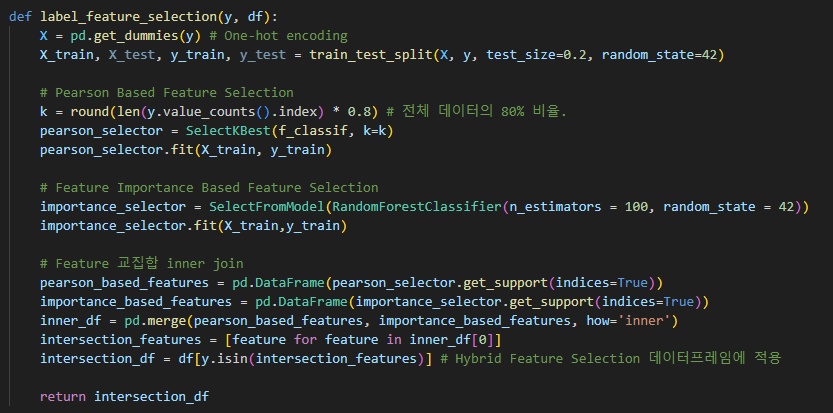 def label_feature_selection(y, df):
    X = pd.get_dummies(y) # One-hot encoding
    X_train, X_test, y_train, y_test = train_test_split(X, y, test_size=0.2, random_state=42)
    # Pearson Based Feature Selection
    k = round(len(y.value_counts().index) * 0.8) # 전체 데이터의 80% 비율.
    pearson_selector = SelectKBest(f_classif, k=k)
    pearson_selector.fit(X_train, y_train)
    # Feature Importance Based Feature Selection
    importance_selector = SelectFromModel(RandomForestClassifier(n_estimators = 100, random_state = 42))
    importance_selector.fit(X_train,y_train)
    # Feature 교집합 inner join
    pearson_based_features = pd.DataFrame(pearson_selector.get_support(indices=True))
    importance_based_features = pd.DataFrame(importance_selector.get_support(indices=True))
    inner_df = pd.merge(pearson_based_features, importance_based_features, how='inner')
    intersection_features = [feature for feature in inner_df[0]]
    intersection_df = df[y.isin(intersection_features)] # Hybrid Feature Selection 데이터프레임에 적용
    return intersection_df